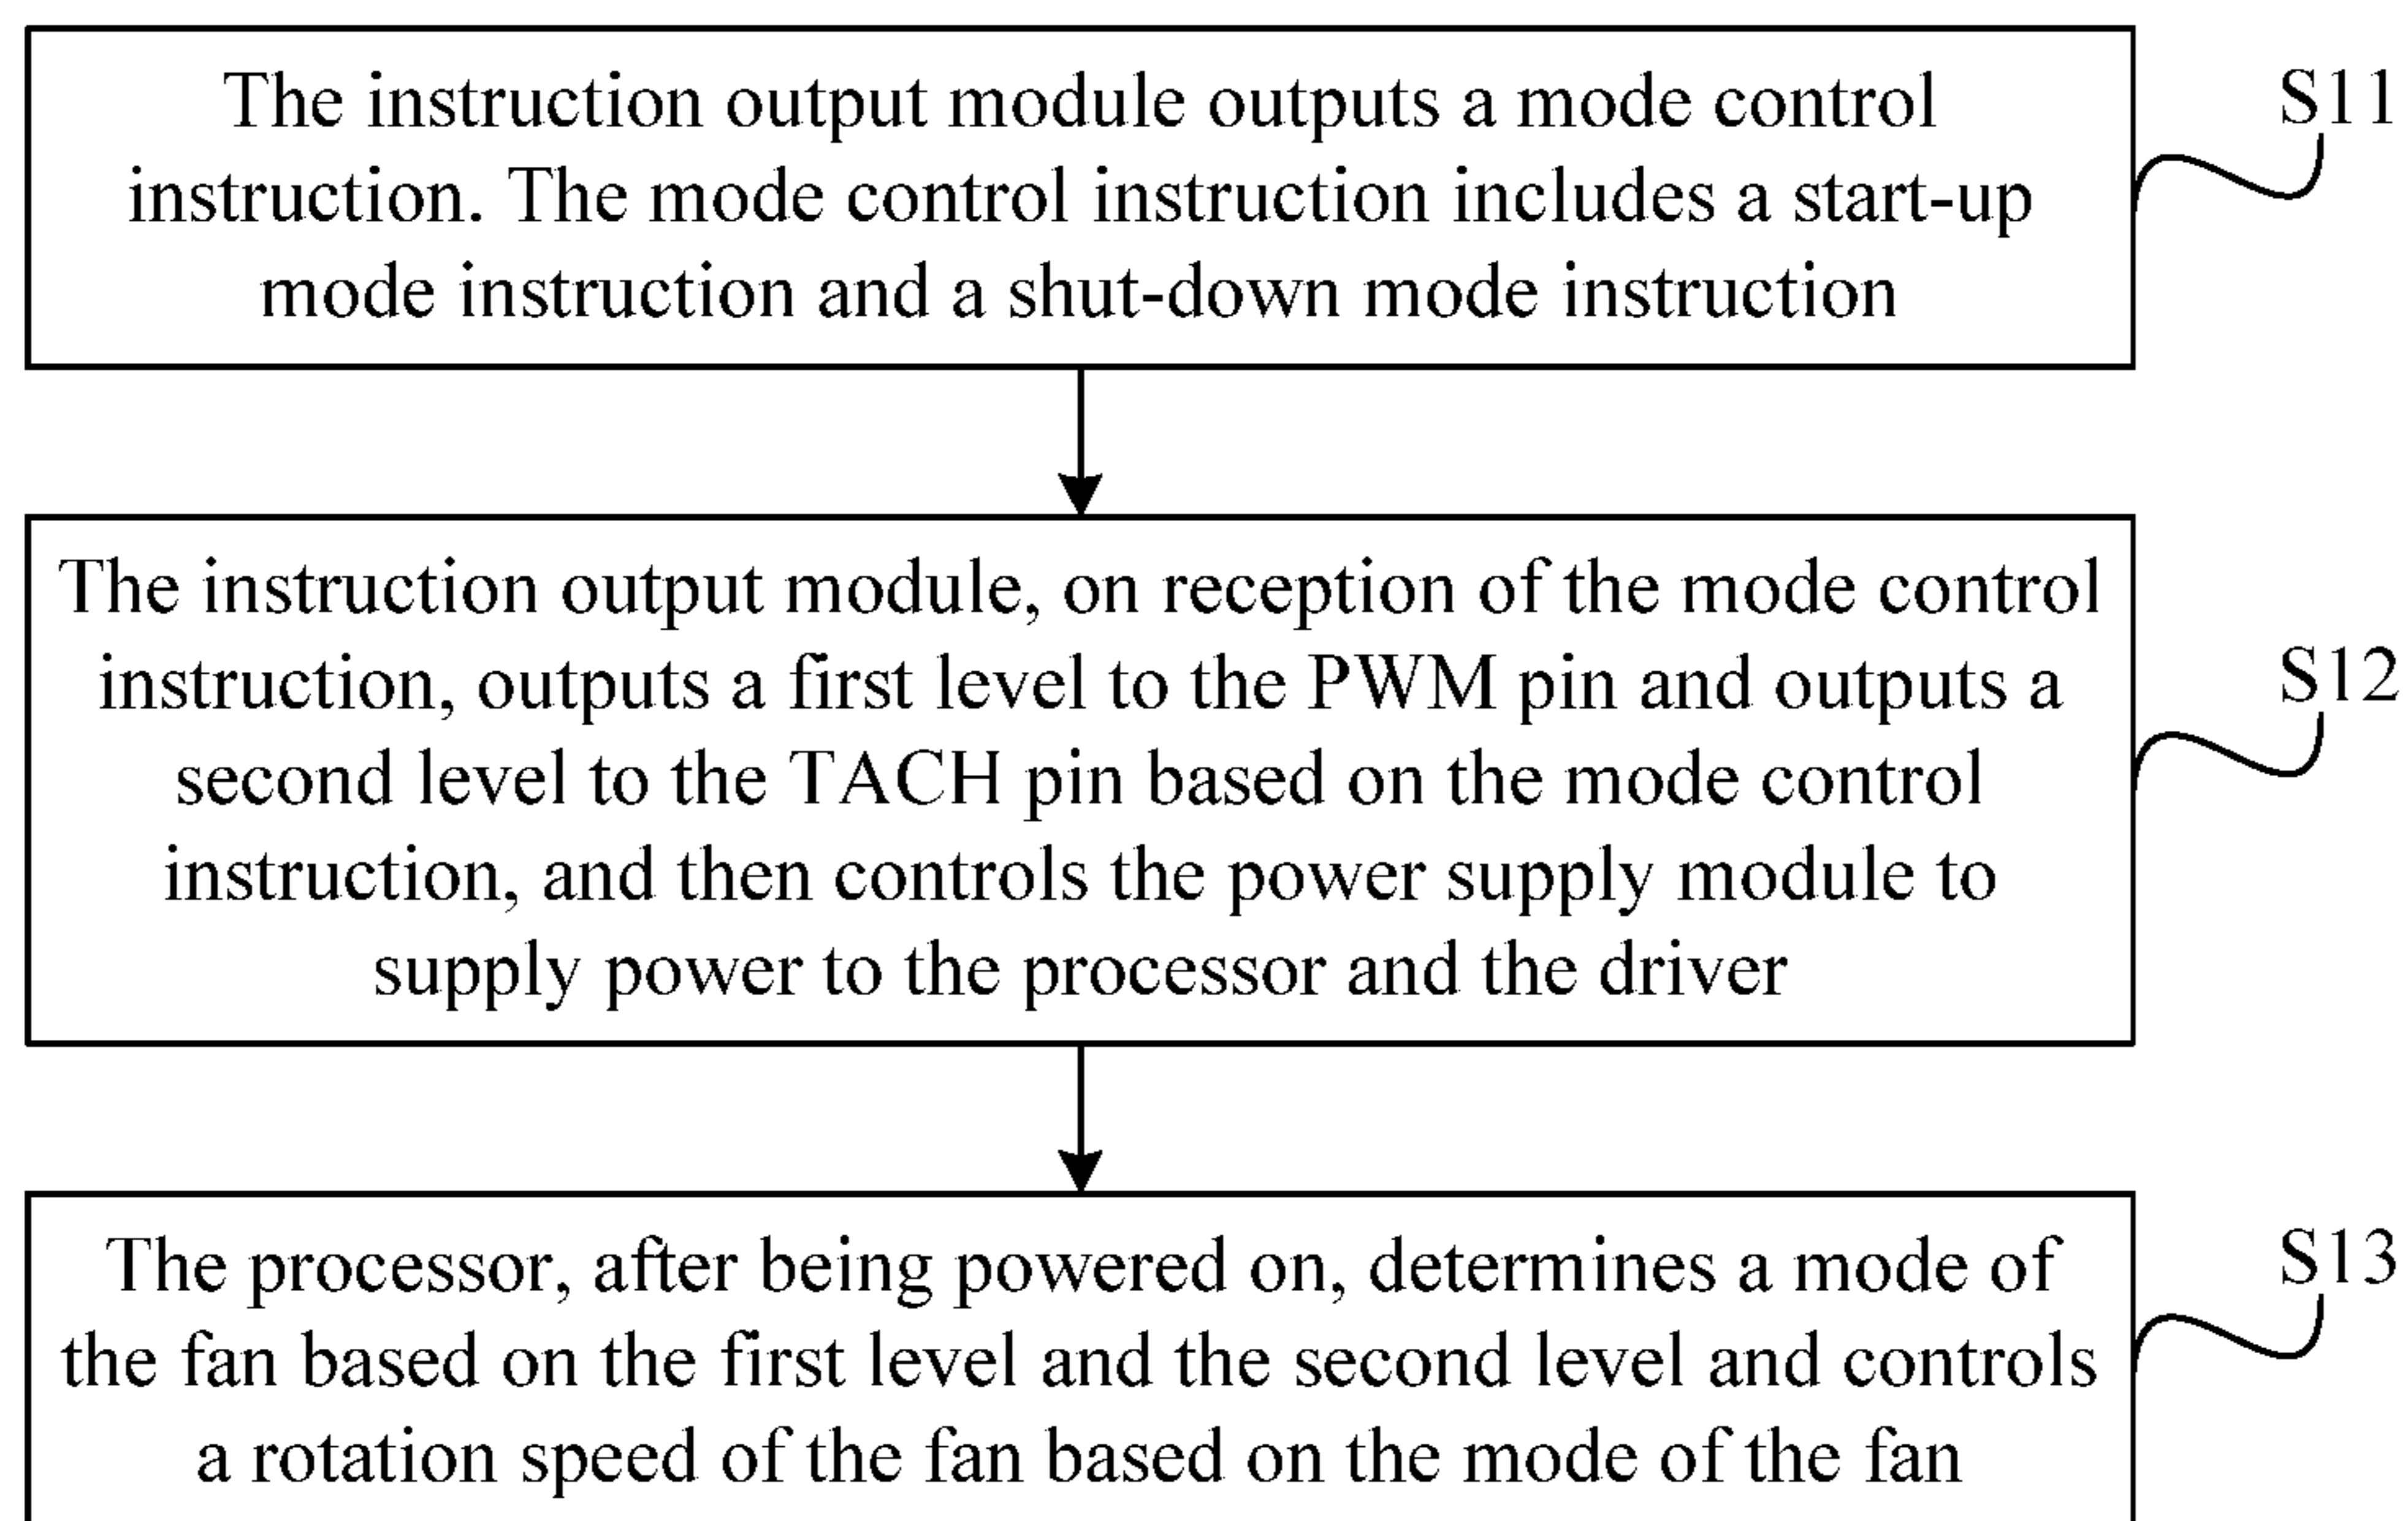 The instruction output module outputs a mode control
instruction. The mode control instruction includes a start-up
mode instruction and a shut-down mode instruction
S11
The instruction output module, on reception of the mode control
instruction, outputs a first level to the PWM pin and outputs a
second level to the TACH pin based on the mode control
instruction, and then controls the power supply module to
supply power to the processor and the driver
S12
The processor, after being powered on, determines a mode of
the fan based on the first level and the second level and controls
a rotation speed of the fan based on the mode of the fan
S13